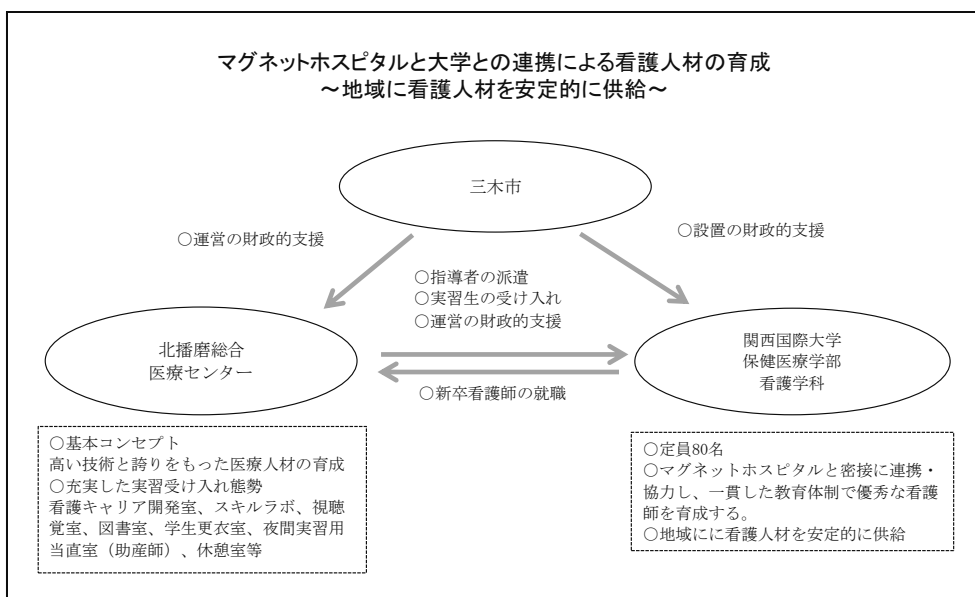 マグネットホスピタルと大学との連携による看護人材の育成
～地域に看護人材を安定的に供給～
三木市
○運営の財政的支援
○設置の財政的支援
○指導者の派遣
○実習生の受け入れ
○運営の財政的支援
北播磨総合
医療センター
関西国際大学
保健医療学部
看護学科
○新卒看護師の就職
○基本コンセプト
高い技術と誇りをもった医療人材の育成
○充実した実習受け入れ態勢
看護キャリア開発室、スキルラボ、視聴
覚室、図書室、学生更衣室、夜間実習用
当直室（助産師）、休憩室等
○定員80名
○マグネットホスピタルと密接に連携・
協力し、一貫した教育体制で優秀な看護
師を育成する。
○地域にに看護人材を安定的に供給